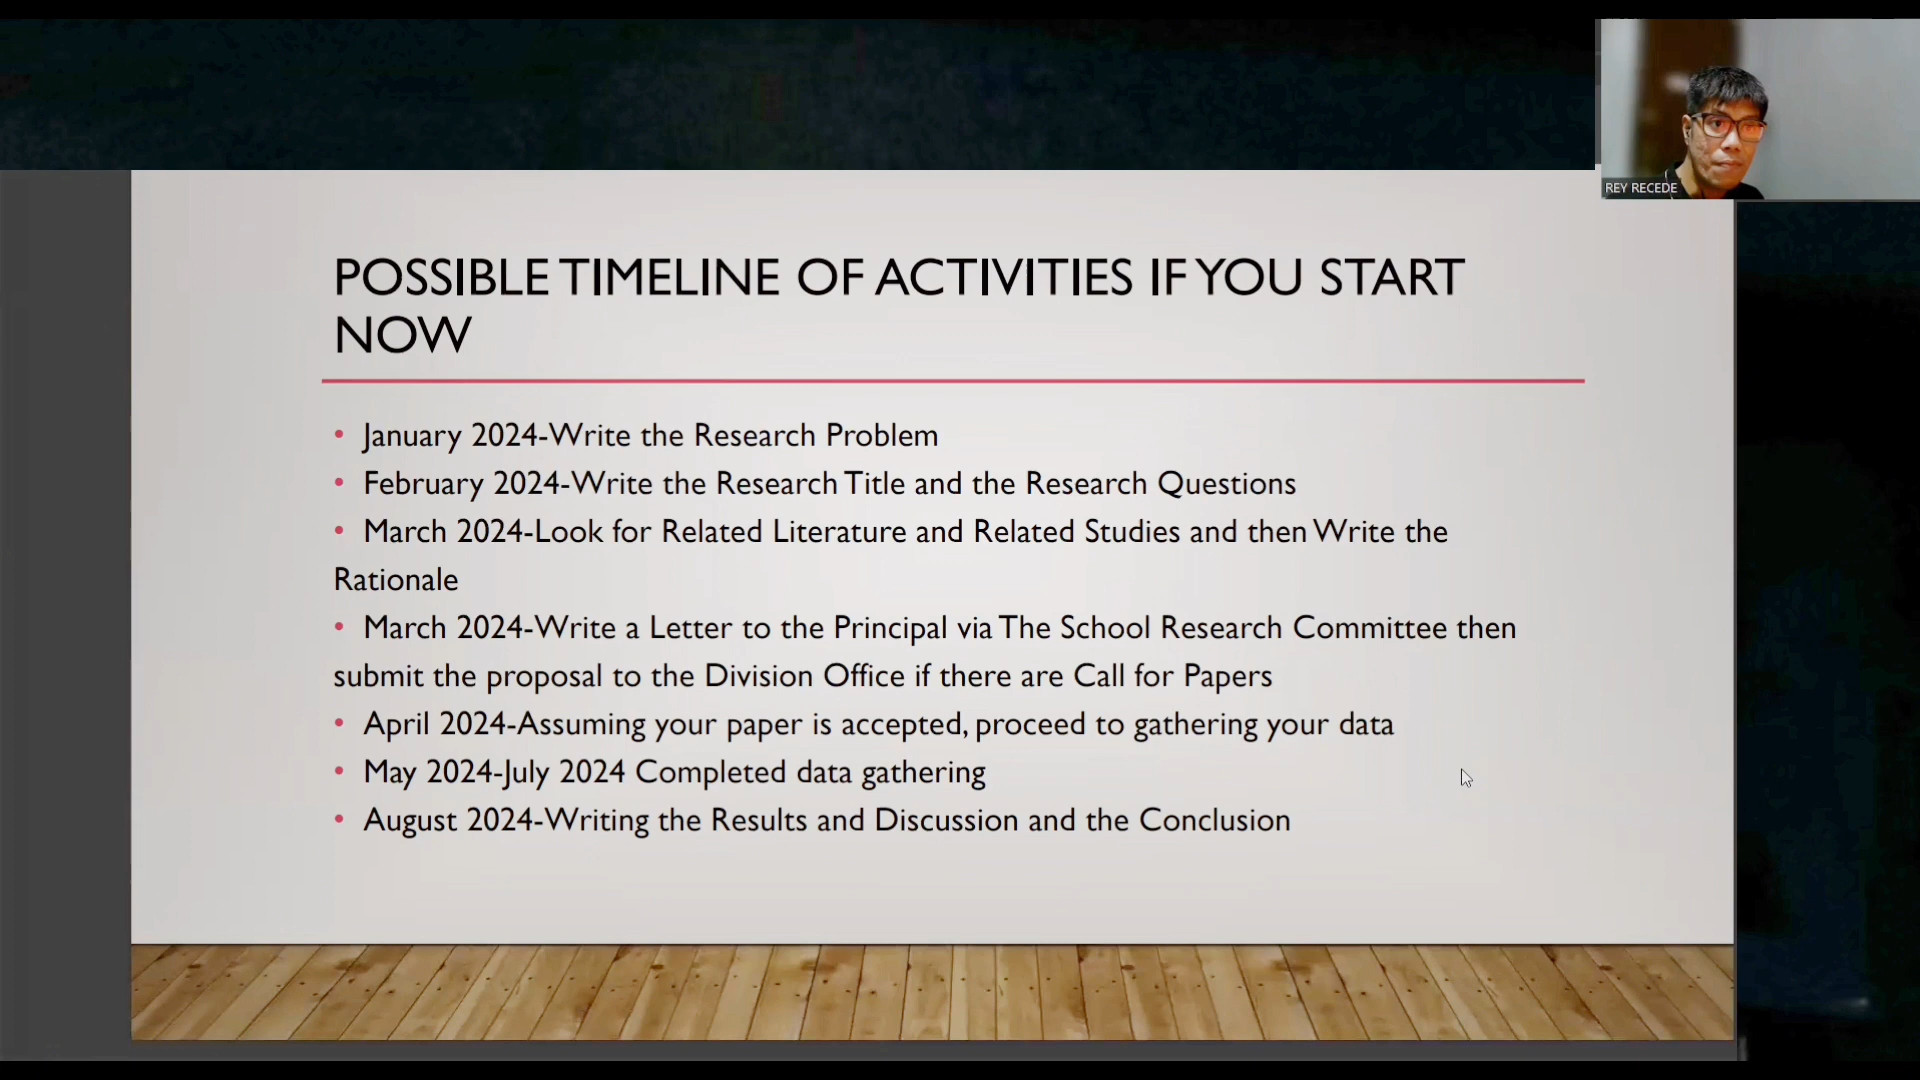 REY RECEDE
POSSIBLE TIMELINE OF ACTIVITIES IF YOU START
NOW
• January 2024-Write the Research Problem
• February 2024-Write the Research Title and the Research Questions
• March 2024-Look for Related Literature and Related Studies and then Write the
Rationale
• March 2024-Write a Letter to the Principal via The School Research Committee then
submit the proposal to the Division Office if there are Call for Papers
• April 2024-Assuming your paper is accepted, proceed to gathering your data
• May 2024-July 2024 Completed data gathering
• August 2024-Writing the Results and Discussion and the Conclusion